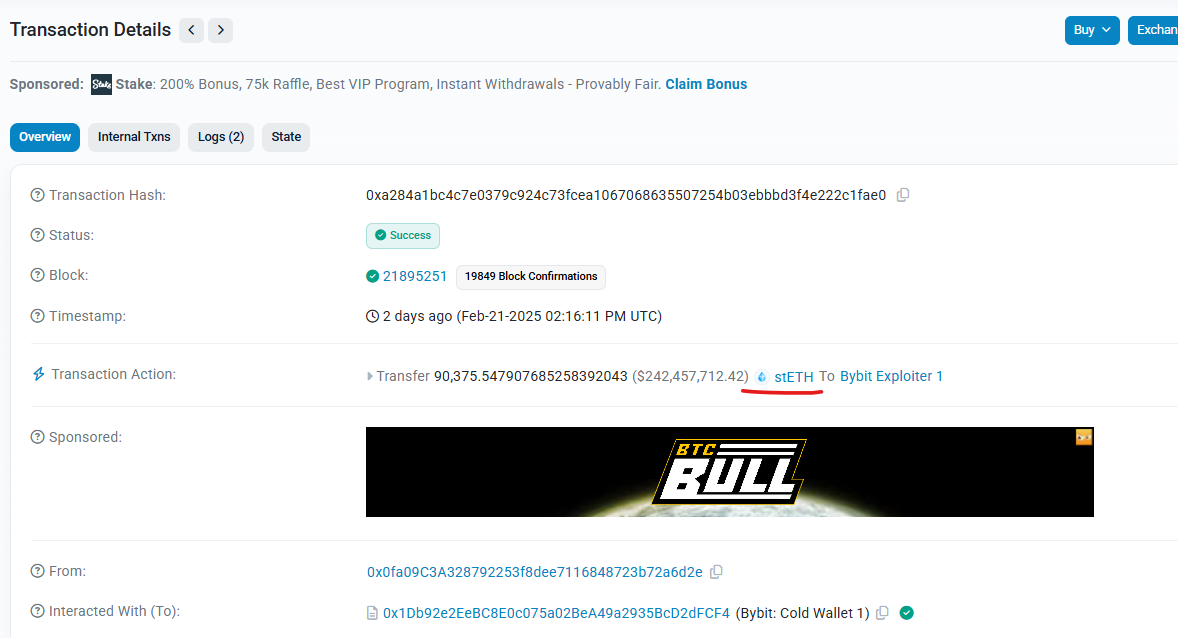 Transaction Details
Buy
Exchan
Sponsored: Stake Stake: 200% Bonus, 75k Raffle, Best VIP Program, Instant Withdrawals - Provably Fair. Claim Bonus
Overview Internal Txns Logs (2) State
Transaction Hash: 0xa284a1bc4c7e0379c924c73fcea1067068635507254b03ebbbd3f4e222c1fae0
Status: Success
Block: 21895251 19849 Block Confirmations
Timestamp: 2 days ago (Feb-21-2025 02:16:11 PM UTC)
Transaction Action: Transfer 90,375.547907685258392043 ($242,457,712.42) stETH To Bybit Exploiter 1
Sponsored:
BTC
BULL
From: 0x0fa09C3A328792253f8dee7116848723b72a6d2e
Interacted With (To): 0x1Db92e2EeBC8E0c075a02BeA49a2935BcD2dFCF4 (Bybit: Cold Wallet 1)